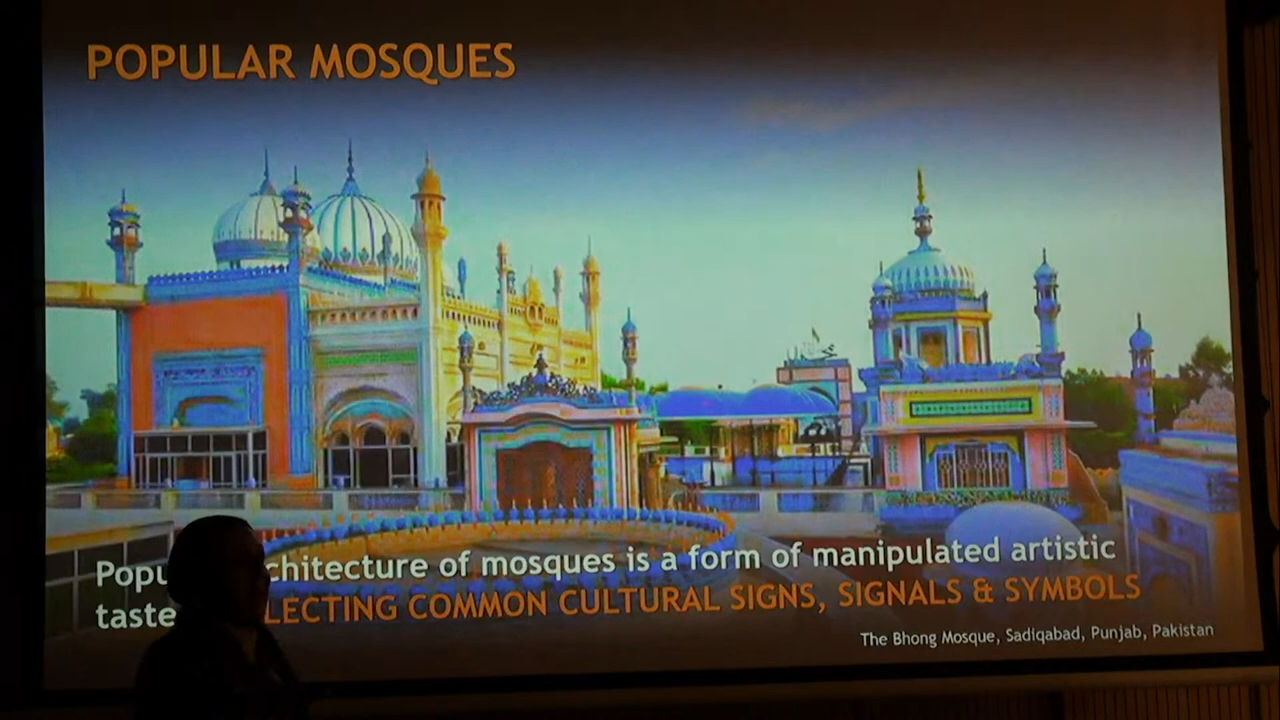 POPULAR MOSQUES
Popu chitecture of mosques is a form of manipulated artistic
taste LECTING COMMON CULTURAL SIGNS, SIGNALS & SYMBOLS
The Bhong Mosque, Sadiqabad, Punjab, Pakistan